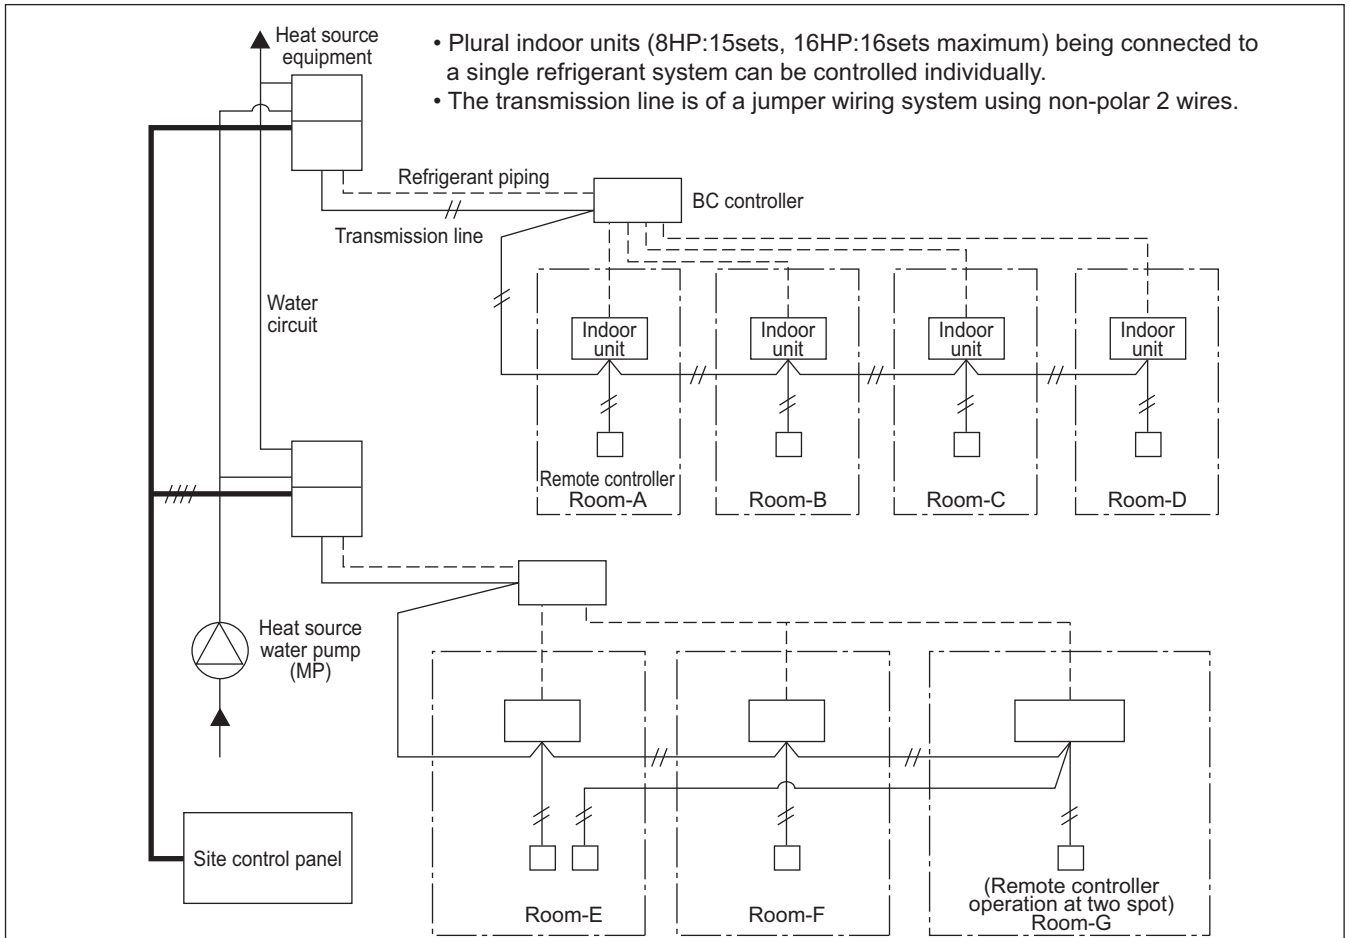 Heat source
equipment
• Plural indoor units (8HP:15sets, 16HP:16sets maximum) being connected to
a single refrigerant system can be controlled individually.
• The transmission line is of a jumper wiring system using non-polar 2 wires.
Refrigerant piping
BC controller
Transmission line
Water
circuit
Indoor
unit
Indoor
unit
Indoor
unit
Indoor
unit
Remote controller
Room-A
Room-B
Room-C
Room-D
Heat source
water pump
(MP)
Site control panel
Room-E
Room-F
(Remote controller
operation at two spot)
Room-G